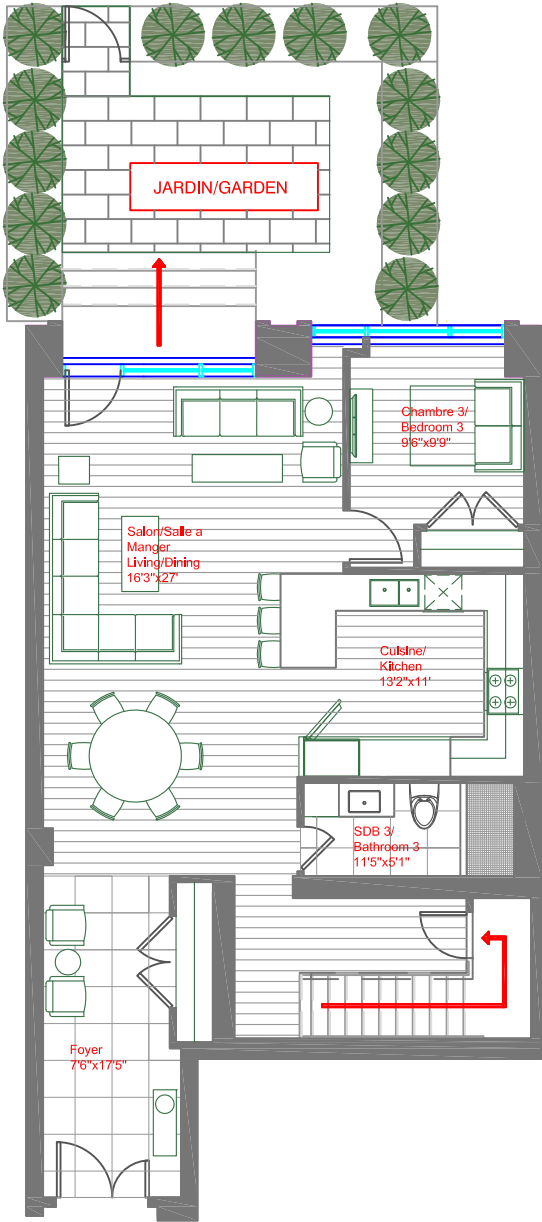 JARDIN/GARDEN
Chambre 3/
Bedroom 3
9'6"x9'9"
Salon/Salle a
Manger
Living/Dining
16'3"x27'
Cuisine/
Kitchen
13'2"x11'
SDB 3/
Bathroom 3
11'5"x5'1"
Foyer
7'6"x17'5"